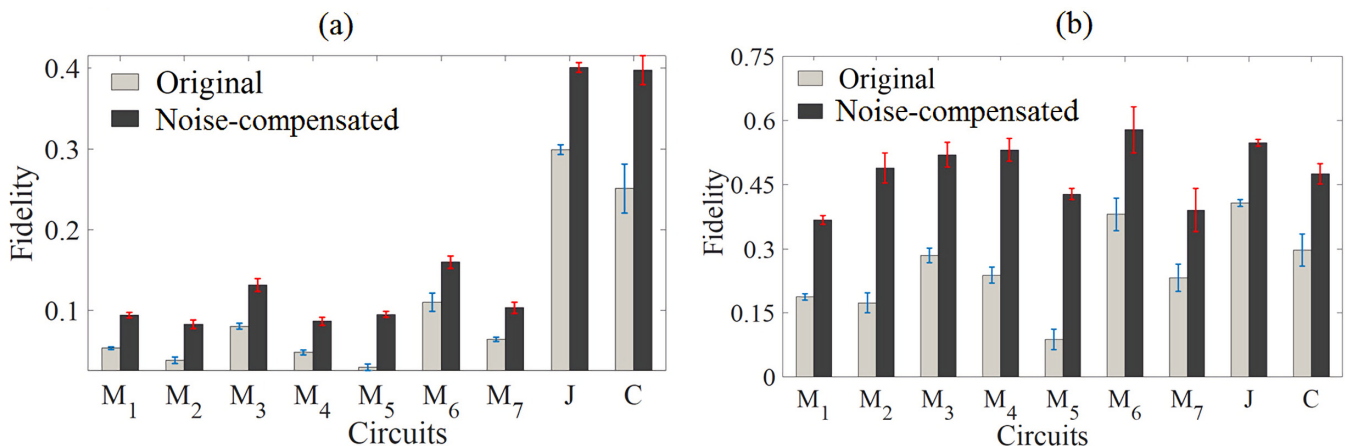 (a)
Original
Noise-compensated
0.4
0.3
0.2
0.1
Fidelity
M1 M2 M3 M4 M5 M6 M7 J C
Circuits
(b)
Original
Noise-compensated
0.75
0.6
0.45
0.3
0.15
0
Fidelity
M1 M2 M3 M4 M5 M6 M7 J C
Circuits